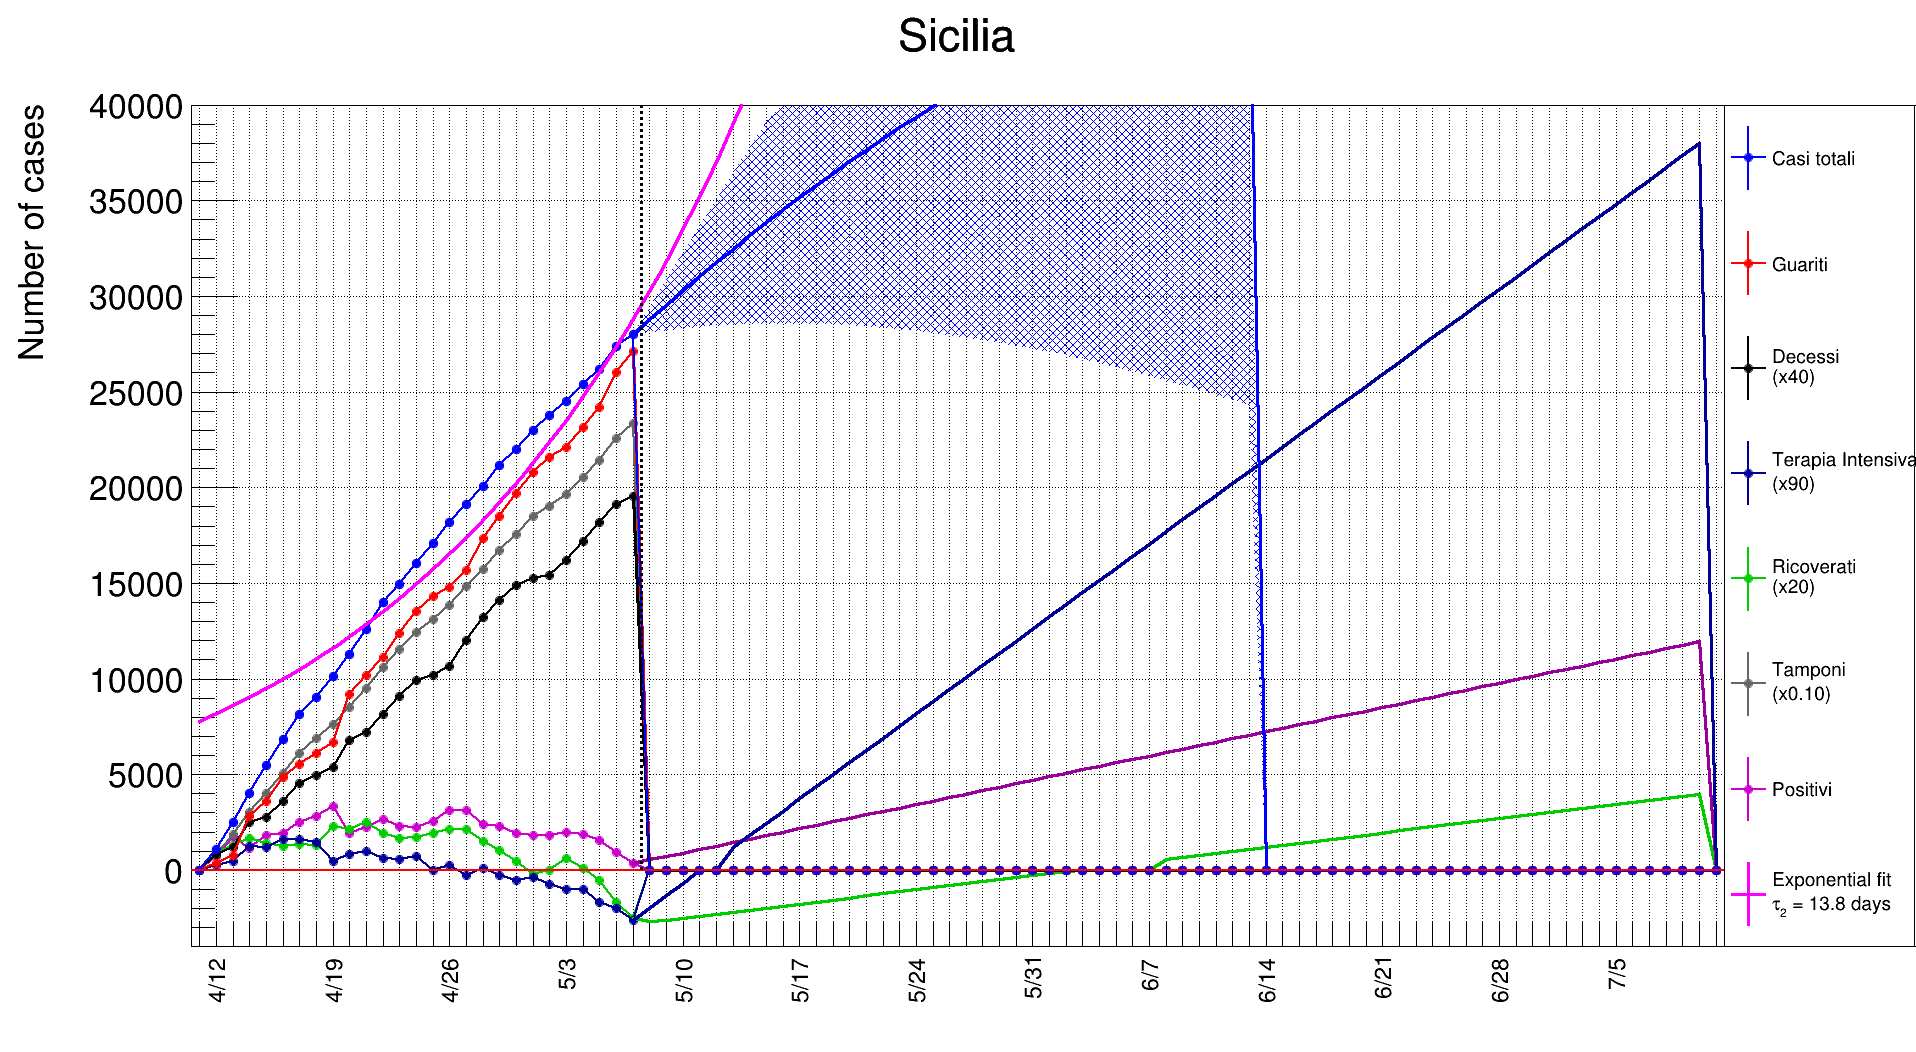 Sicilia
Number of cases
40000
35000
30000
25000
20000
15000
10000
5000
0
4/12
4/19
4/26
5/3
5/10
5/17
5/24
5/31
6/7
6/14
6/21
6/28
7/5
Casi totali
Guariti
Decessi
(x40)
Terapia Intensiva
(x90)
Ricoverati
(x20)
Tamponi
(x0.10)
Positivi
Exponential fit
τ2 = 13.8 days